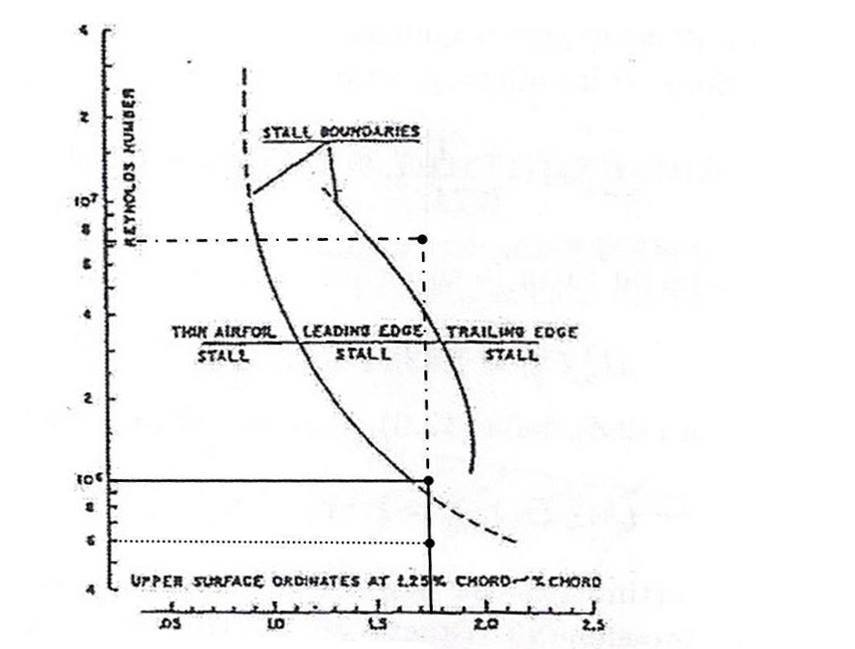 4
2
10⁷
8
6
4
2
10⁶
8
6
4
REYNOLDS NUMBER
STALL BOUNDARIES
THIN AIRFOIL
STALL
LEADING EDGE
STALL
TRAILING EDGE
STALL
UPPER SURFACE ORDINATES AT 1.25% CHORD~%CHORD
.05
1.0
1.5
2.0
2.5